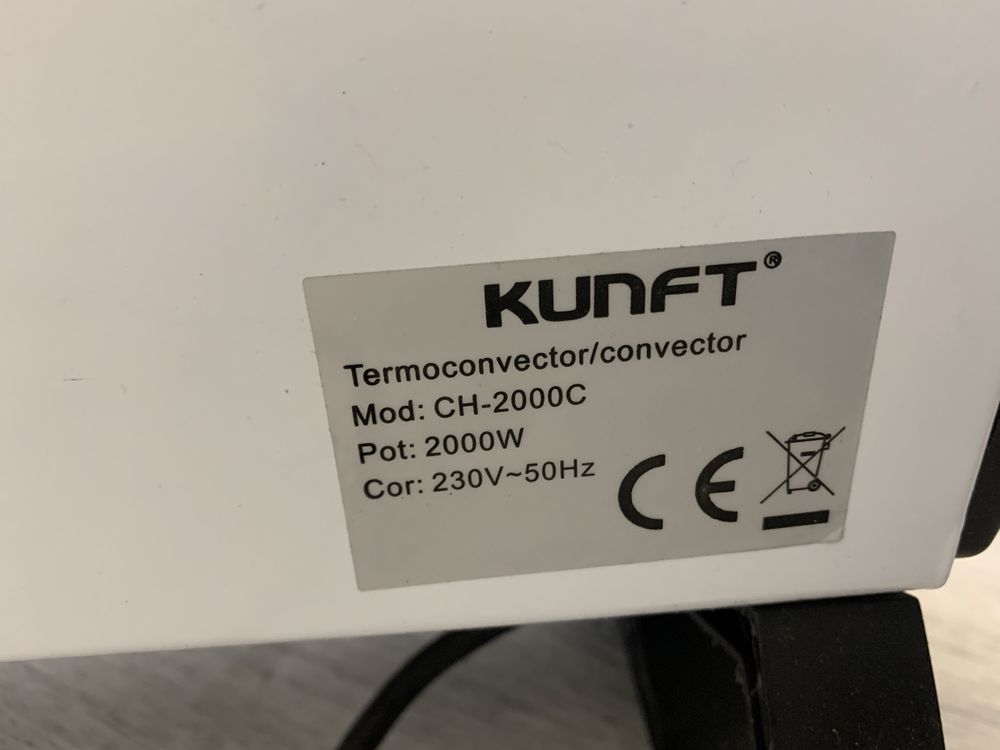 KUNFT®
Termoconvector/convector
Mod: CH-2000C
Pot: 2000W
Cor: 230V~50Hz
CE